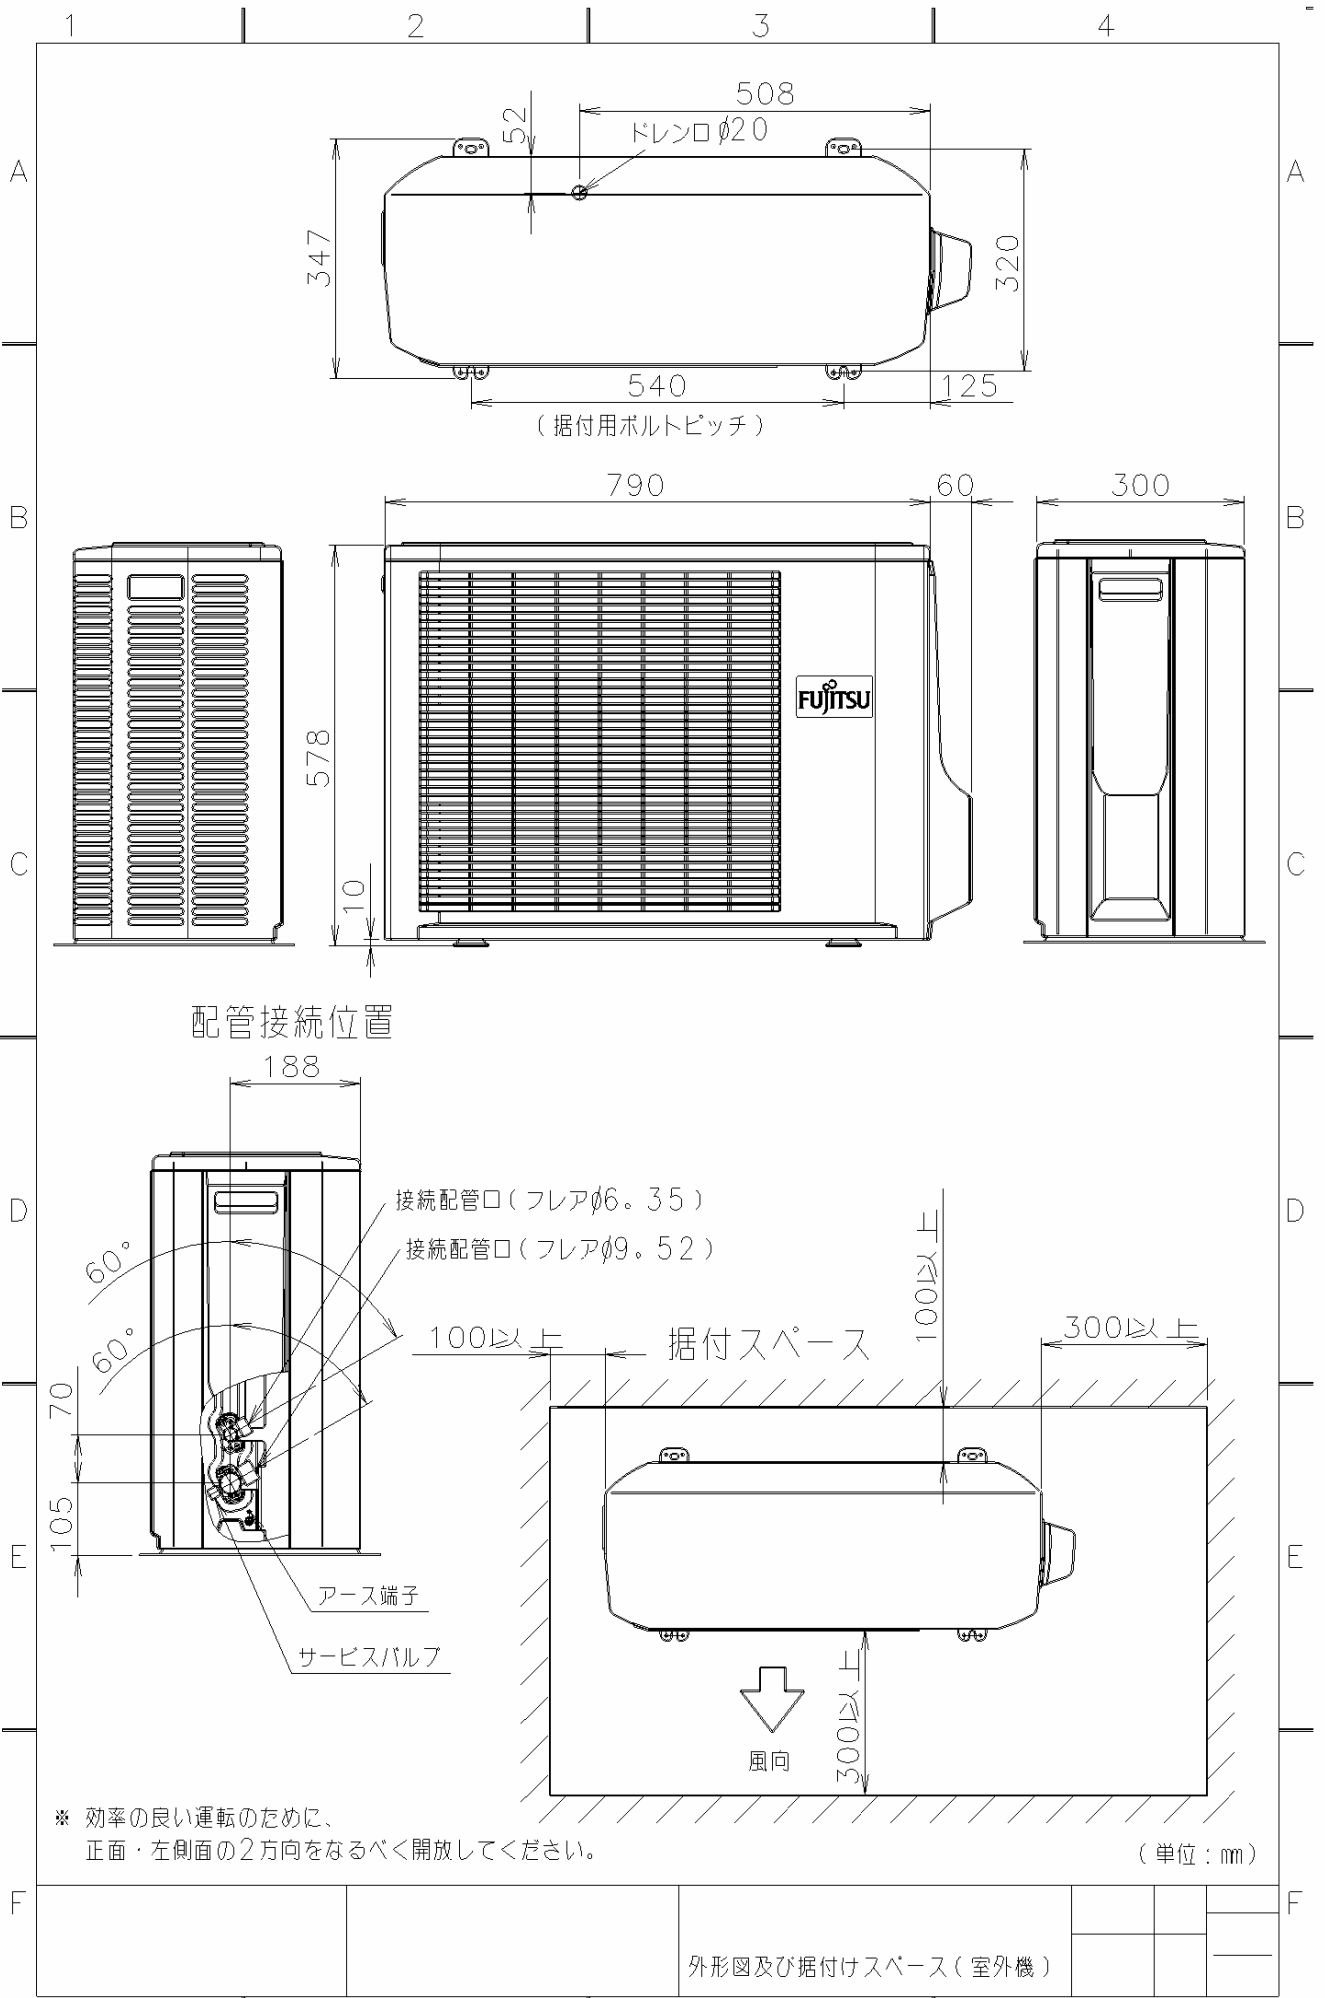 1 2 3 4
A
A
508
52
ドレン口φ20
347
320
540
125
(据付用ボルトピッチ)
B
B
790
60
300
578
FUJITSU
C
C
10
配管接続位置
188
D
D
接続配管口(フレアφ6.35)
接続配管口(フレアφ9.52)
60°
60°
100以上
据付スペース
100以上
300以上
70
105
E
E
アース端子
サービスバルブ
300以上
風向
※ 効率の良い運転のために、
正面・左側面の2方向をなるべく開放してください。
(単位:mm)
F
F
外形図及び据付けスペース(室外機)